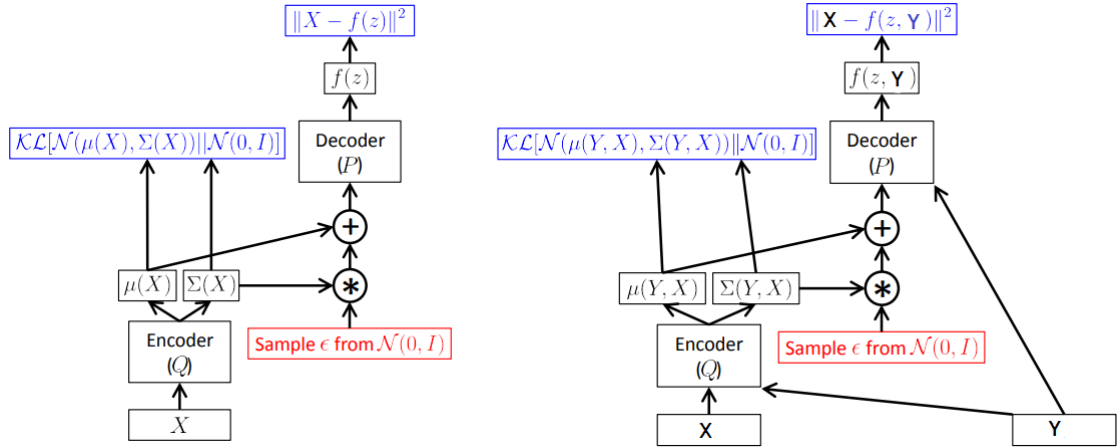 ‖X − f(z)‖²
f(z)
𝒦ℒ[𝒩(μ(X), Σ(X))||𝒩(0, I)]
Decoder
(P)
+
μ(X)
Σ(X)
*
Encoder
(Q)
Sample ϵ from 𝒩(0, I)
X
‖X − f(z, Y)‖²
f(z, Y)
𝒦ℒ[𝒩(μ(Y, X), Σ(Y, X))||𝒩(0, I)]
Decoder
(P)
+
μ(Y, X)
Σ(Y, X)
*
Encoder
(Q)
Sample ϵ from 𝒩(0, I)
X
Y